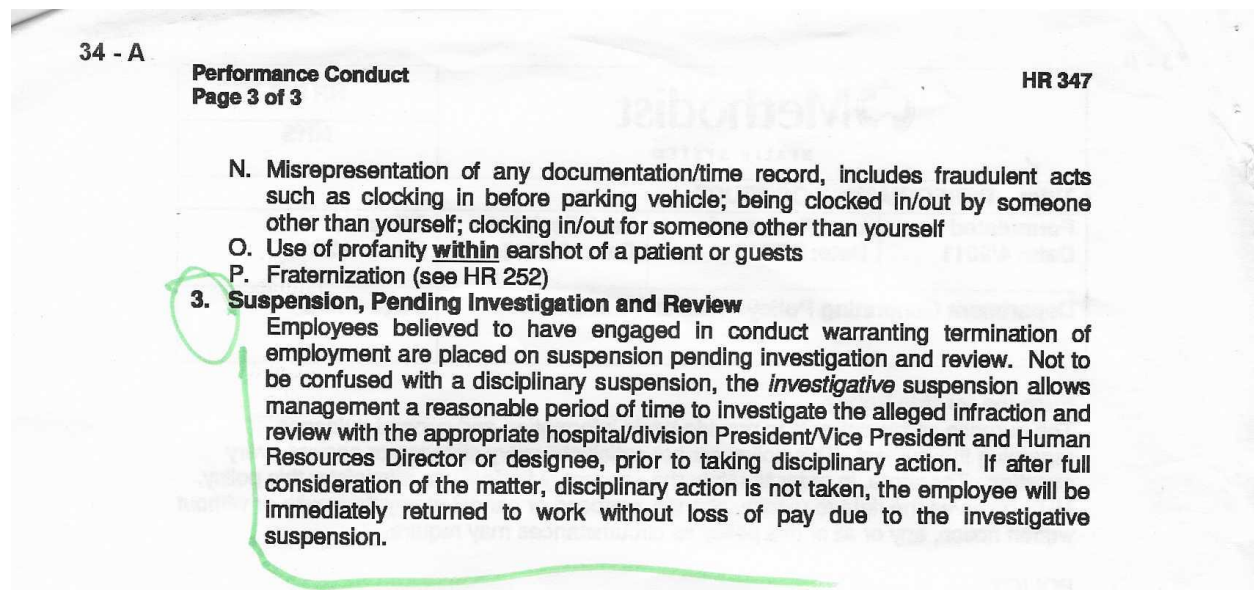 34 - A
Performance Conduct
HR 347
Page 3 of 3
N. Misrepresentation of any documentation/time record, includes fraudulent acts
such as clocking in before parking vehicle; being clocked in/out by someone
other than yourself; clocking in/out for someone other than yourself
O. Use of profanity within earshot of a patient or guests
P. Fraternization (see HR 252)
3. Suspension, Pending Investigation and Review
Employees believed to have engaged in conduct warranting termination of
employment are placed on suspension pending investigation and review. Not to
be confused with a disciplinary suspension, the investigative suspension allows
management a reasonable period of time to investigate the alleged infraction and
review with the appropriate hospital/division President/Vice President and Human
Resources Director or designee, prior to taking disciplinary action. If after full
consideration of the matter, disciplinary action is not taken, the employee will be
immediately returned to work without loss of pay due to the investigative
suspension.